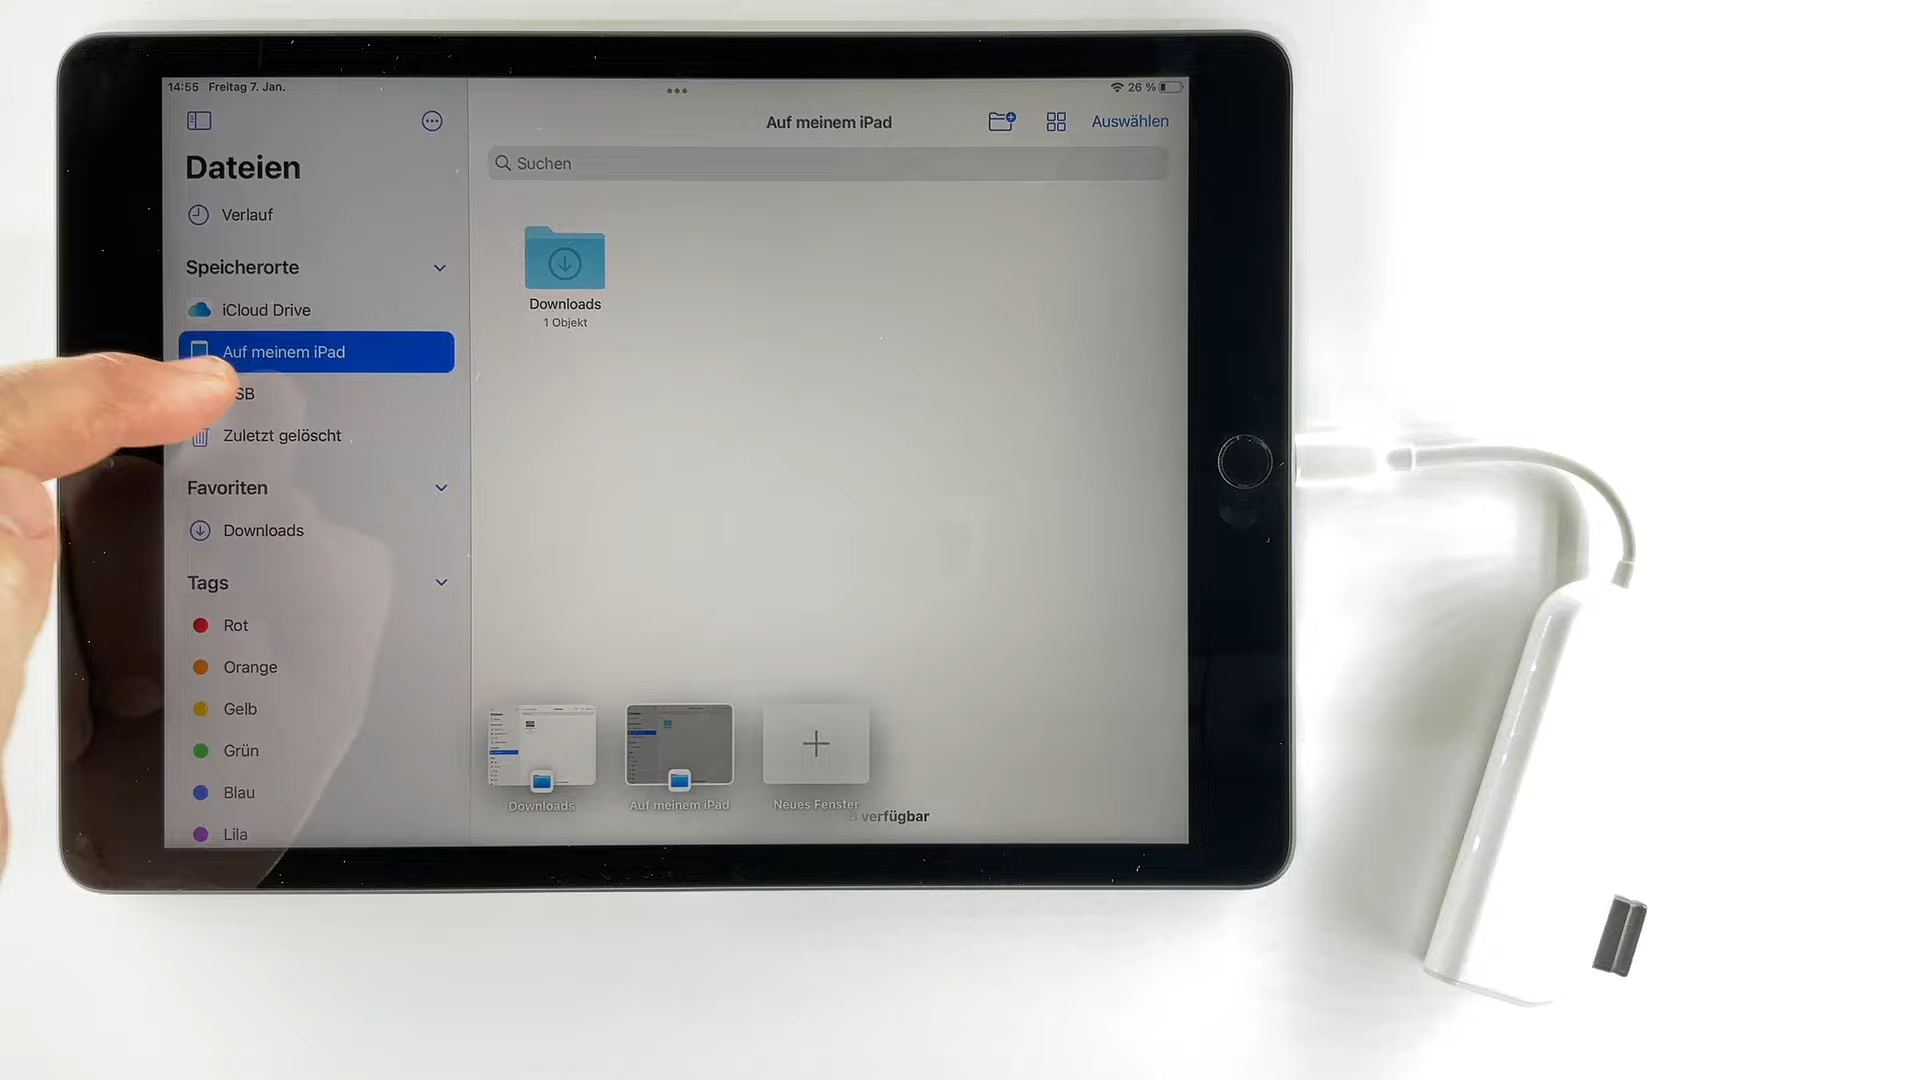 14:55 Freitag 7. Jan.
26 %
Dateien
Verlauf
Speicherorte
iCloud Drive
Auf meinem iPad
SB
Zuletzt gelöscht
Favoriten
Downloads
Tags
Rot
Orange
Gelb
Grün
Blau
Lila
Auf meinem iPad
Auswählen
Suchen
Downloads
1 Objekt
Downloads
Auf meinem iPad
Neues Fenster
B verfügbar